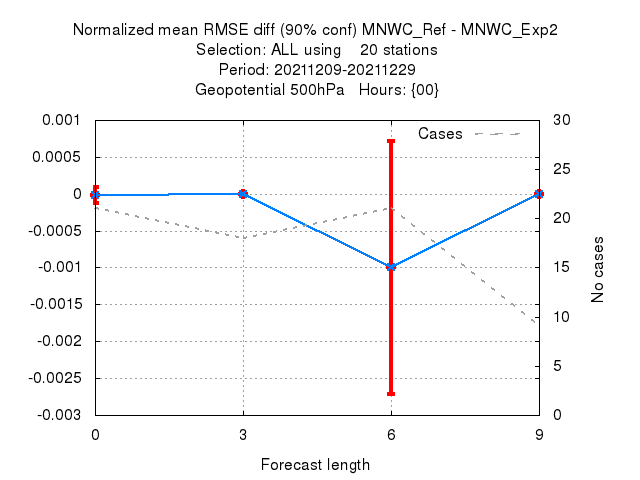 Normalized mean RMSE diff (90% conf) MNWC_Ref - MNWC_Exp2
Selection: ALL using 20 stations
Period: 20211209-20211229
Geopotential 500hPa Hours: {00}
Cases
0.001
0.0005
0
-0.0005
-0.001
-0.0015
-0.002
-0.0025
-0.003
30
25
20
15
10
5
0
No cases
0 3 6 9
Forecast length